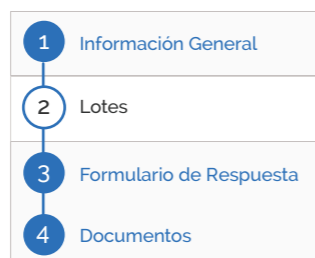 1 Información General
2 Lotes
3 Formulario de Respuesta
4 Documentos